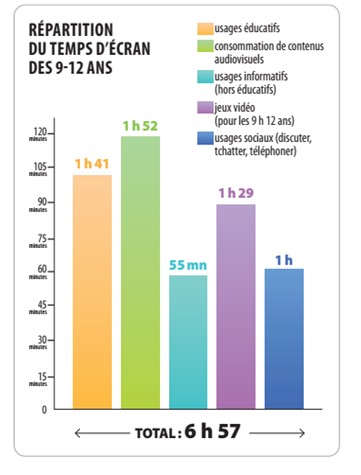 RÉPARTITION
DU TEMPS D'ÉCRAN
DES 9-12 ANS
usages éducatifs
consommation de contenus
audiovisuels
usages informatifs
(hors éducatifs)
jeux vidéo
(pour les 9 h 12 ans)
usages sociaux (discuter,
tchatter, téléphoner)
120
minutes
105
minutes
90
minutes
75
minutes
60
minutes
45
minutes
30
minutes
15
minutes
0
1 h 41
1 h 52
55 mn
1 h 29
1 h
TOTAL : 6 h 57